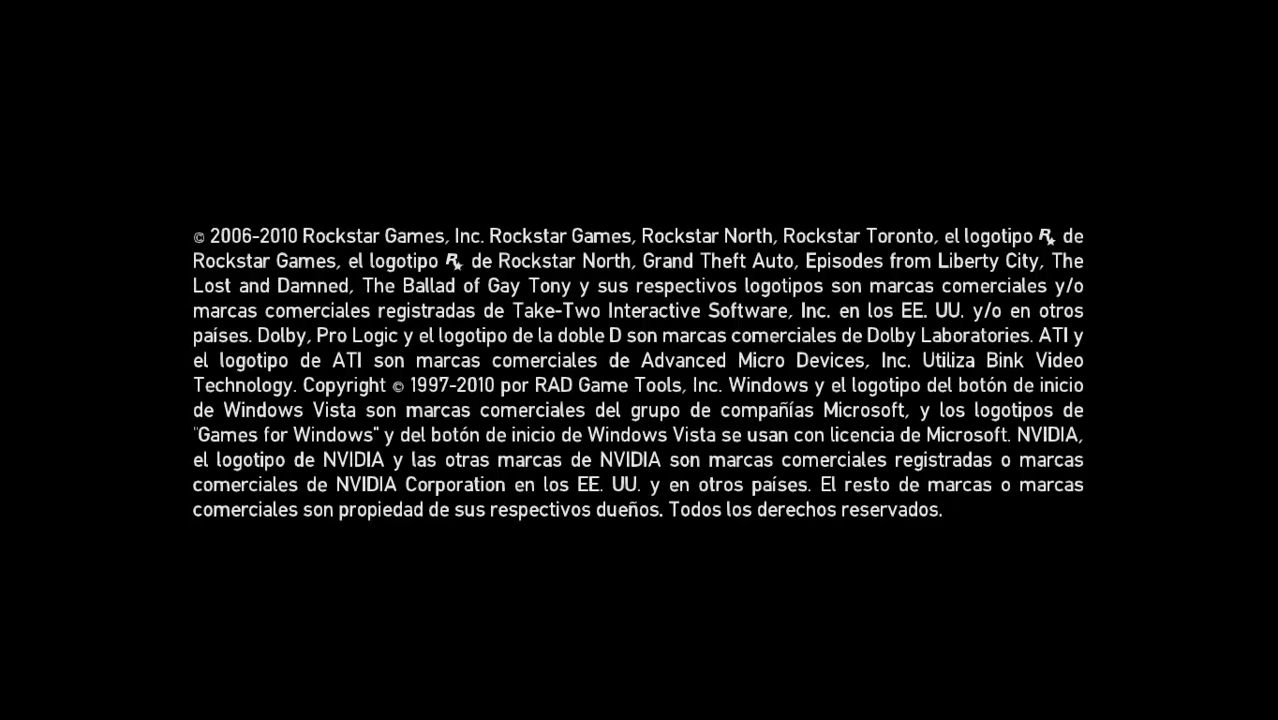 © 2006-2010 Rockstar Games, Inc. Rockstar Games, Rockstar North, Rockstar Toronto, el logotipo R★ de
Rockstar Games, el logotipo R★ de Rockstar North, Grand Theft Auto, Episodes from Liberty City, The
Lost and Damned, The Ballad of Gay Tony y sus respectivos logotipos son marcas comerciales y/o
marcas comerciales registradas de Take-Two Interactive Software, Inc. en los EE. UU. y/o en otros
países. Dolby, Pro Logic y el logotipo de la doble D son marcas comerciales de Dolby Laboratories. ATI y
el logotipo de ATI son marcas comerciales de Advanced Micro Devices, Inc. Utiliza Bink Video
Technology. Copyright © 1997-2010 por RAD Game Tools, Inc. Windows y el logotipo del botón de inicio
de Windows Vista son marcas comerciales del grupo de compañías Microsoft, y los logotipos de
"Games for Windows" y del botón de inicio de Windows Vista se usan con licencia de Microsoft. NVIDIA,
el logotipo de NVIDIA y las otras marcas de NVIDIA son marcas comerciales registradas o marcas
comerciales de NVIDIA Corporation en los EE. UU. y en otros países. El resto de marcas o marcas
comerciales son propiedad de sus respectivos dueños. Todos los derechos reservados.